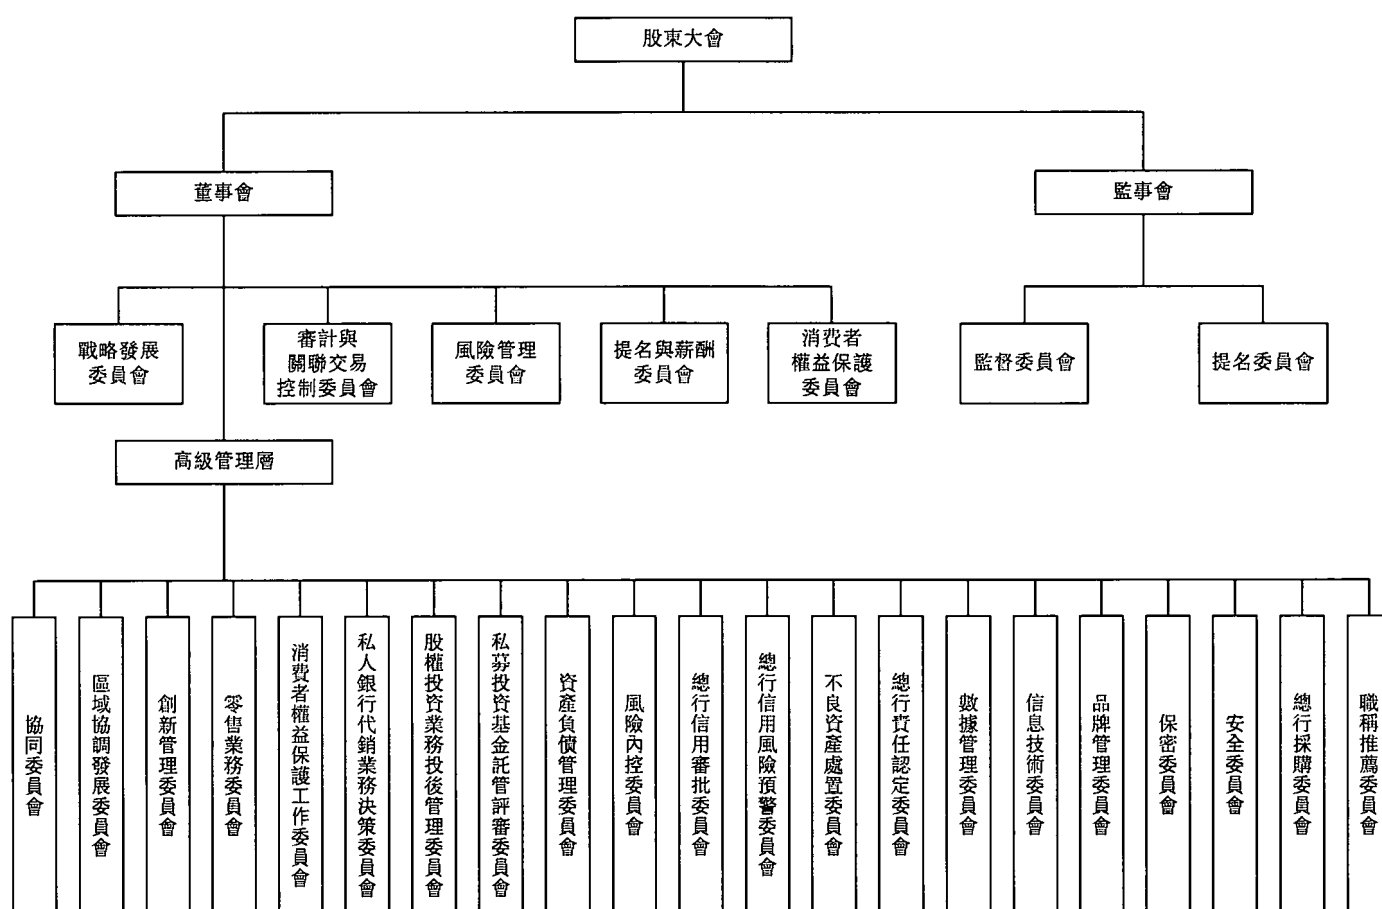 股東大會
董事會
監事會
戰略發展
委員會
審計與
關聯交易
控制委員會
風險管理
委員會
提名與薪酬
委員會
消費者
權益保護
委員會
監督委員會
提名委員會
高級管理層
協同委員會
區域協調發展委員會
創新管理委員會
零售業務委員會
消費者權益保護工作委員會
私人銀行代銷業務決策委員會
股權投資業務投後管理委員會
私募投資基金託管評審委員會
資產負債管理委員會
風險內控委員會
總行信用審批委員會
總行信用風險預警委員會
不良資產處置委員會
總行責任認定委員會
數據管理委員會
信息技術委員會
品牌管理委員會
保密委員會
安全委員會
總行採購委員會
職稱推薦委員會